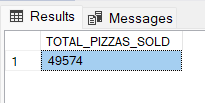 Results Messages
TOTAL_PIZZAS_SOLD
1 49574